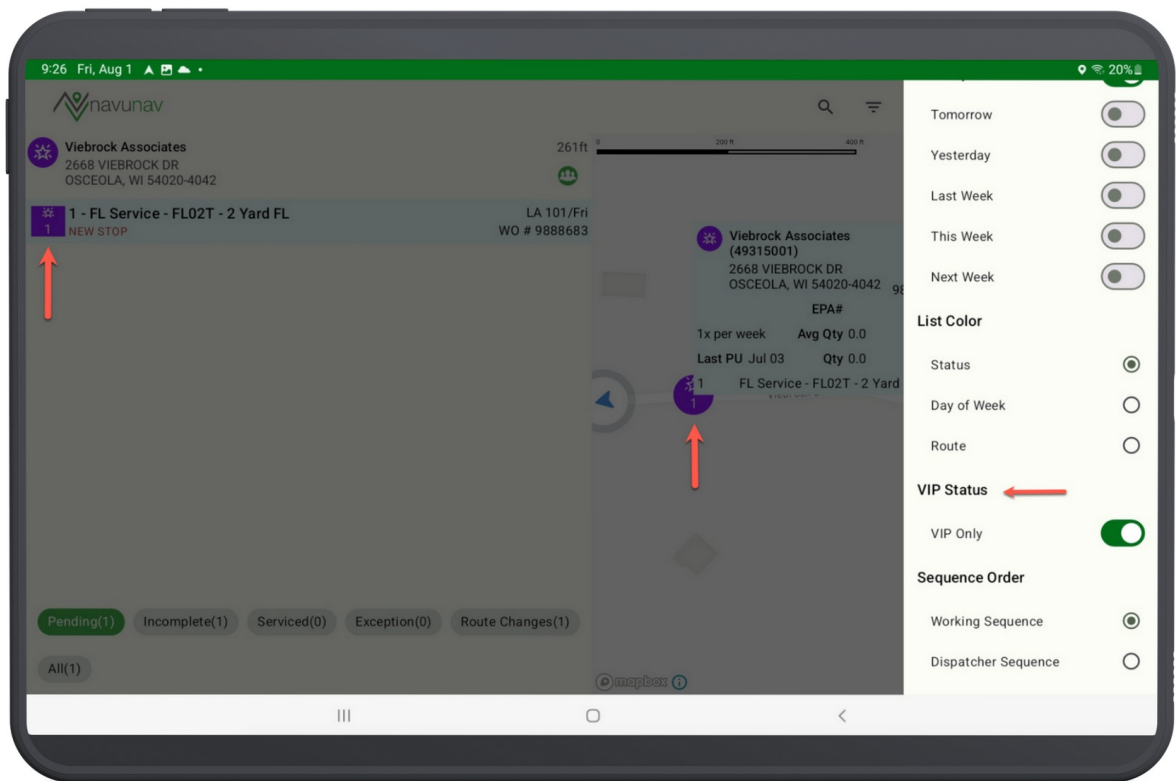 9:26 Fri, Aug 1
20%
navunav
Viebrock Associates
261ft
2668 VIEBROCK DR
OSCEOLA, WI 54020-4042
1 - FL Service - FL02T - 2 Yard FL
LA 101/Fri
1
NEW STOP
WO # 9888683
0 200 ft 400 ft
Viebrock Associates
(49315001)
2668 VIEBROCK DR
OSCEOLA, WI 54020-4042
98
EPA#
1x per week Avg Qty 0.0
Last PU Jul 03 Qty 0.0
1 FL Service - FL02T - 2 Yard
1
Pending(1)
Incomplete(1)
Serviced(0)
Exception(0)
Route Changes(1)
All(1)
mapbox
Tomorrow
Yesterday
Last Week
This Week
Next Week
List Color
Status
Day of Week
Route
VIP Status
VIP Only
Sequence Order
Working Sequence
Dispatcher Sequence